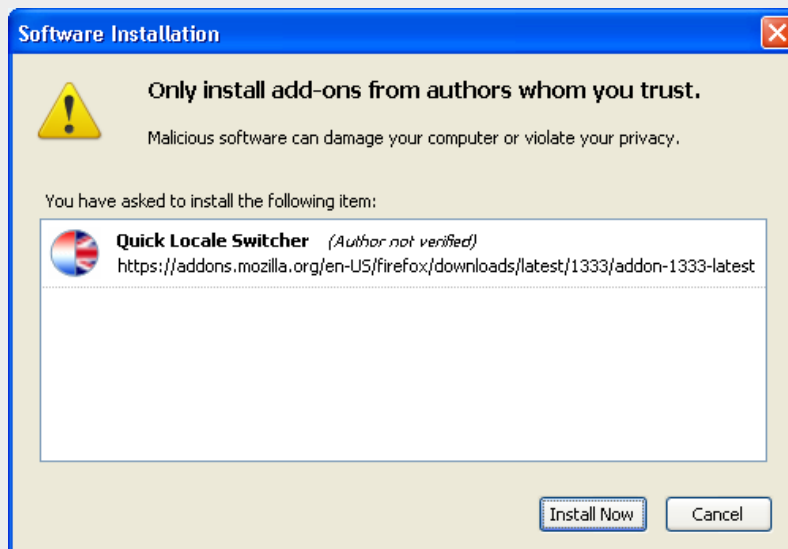 Software Installation
Only install add-ons from authors whom you trust.
Malicious software can damage your computer or violate your privacy.
You have asked to install the following item:
Quick Locale Switcher (Author not verified)
https://addons.mozilla.org/en-US/firefox/downloads/latest/1333/addon-1333-latest
Install Now Cancel